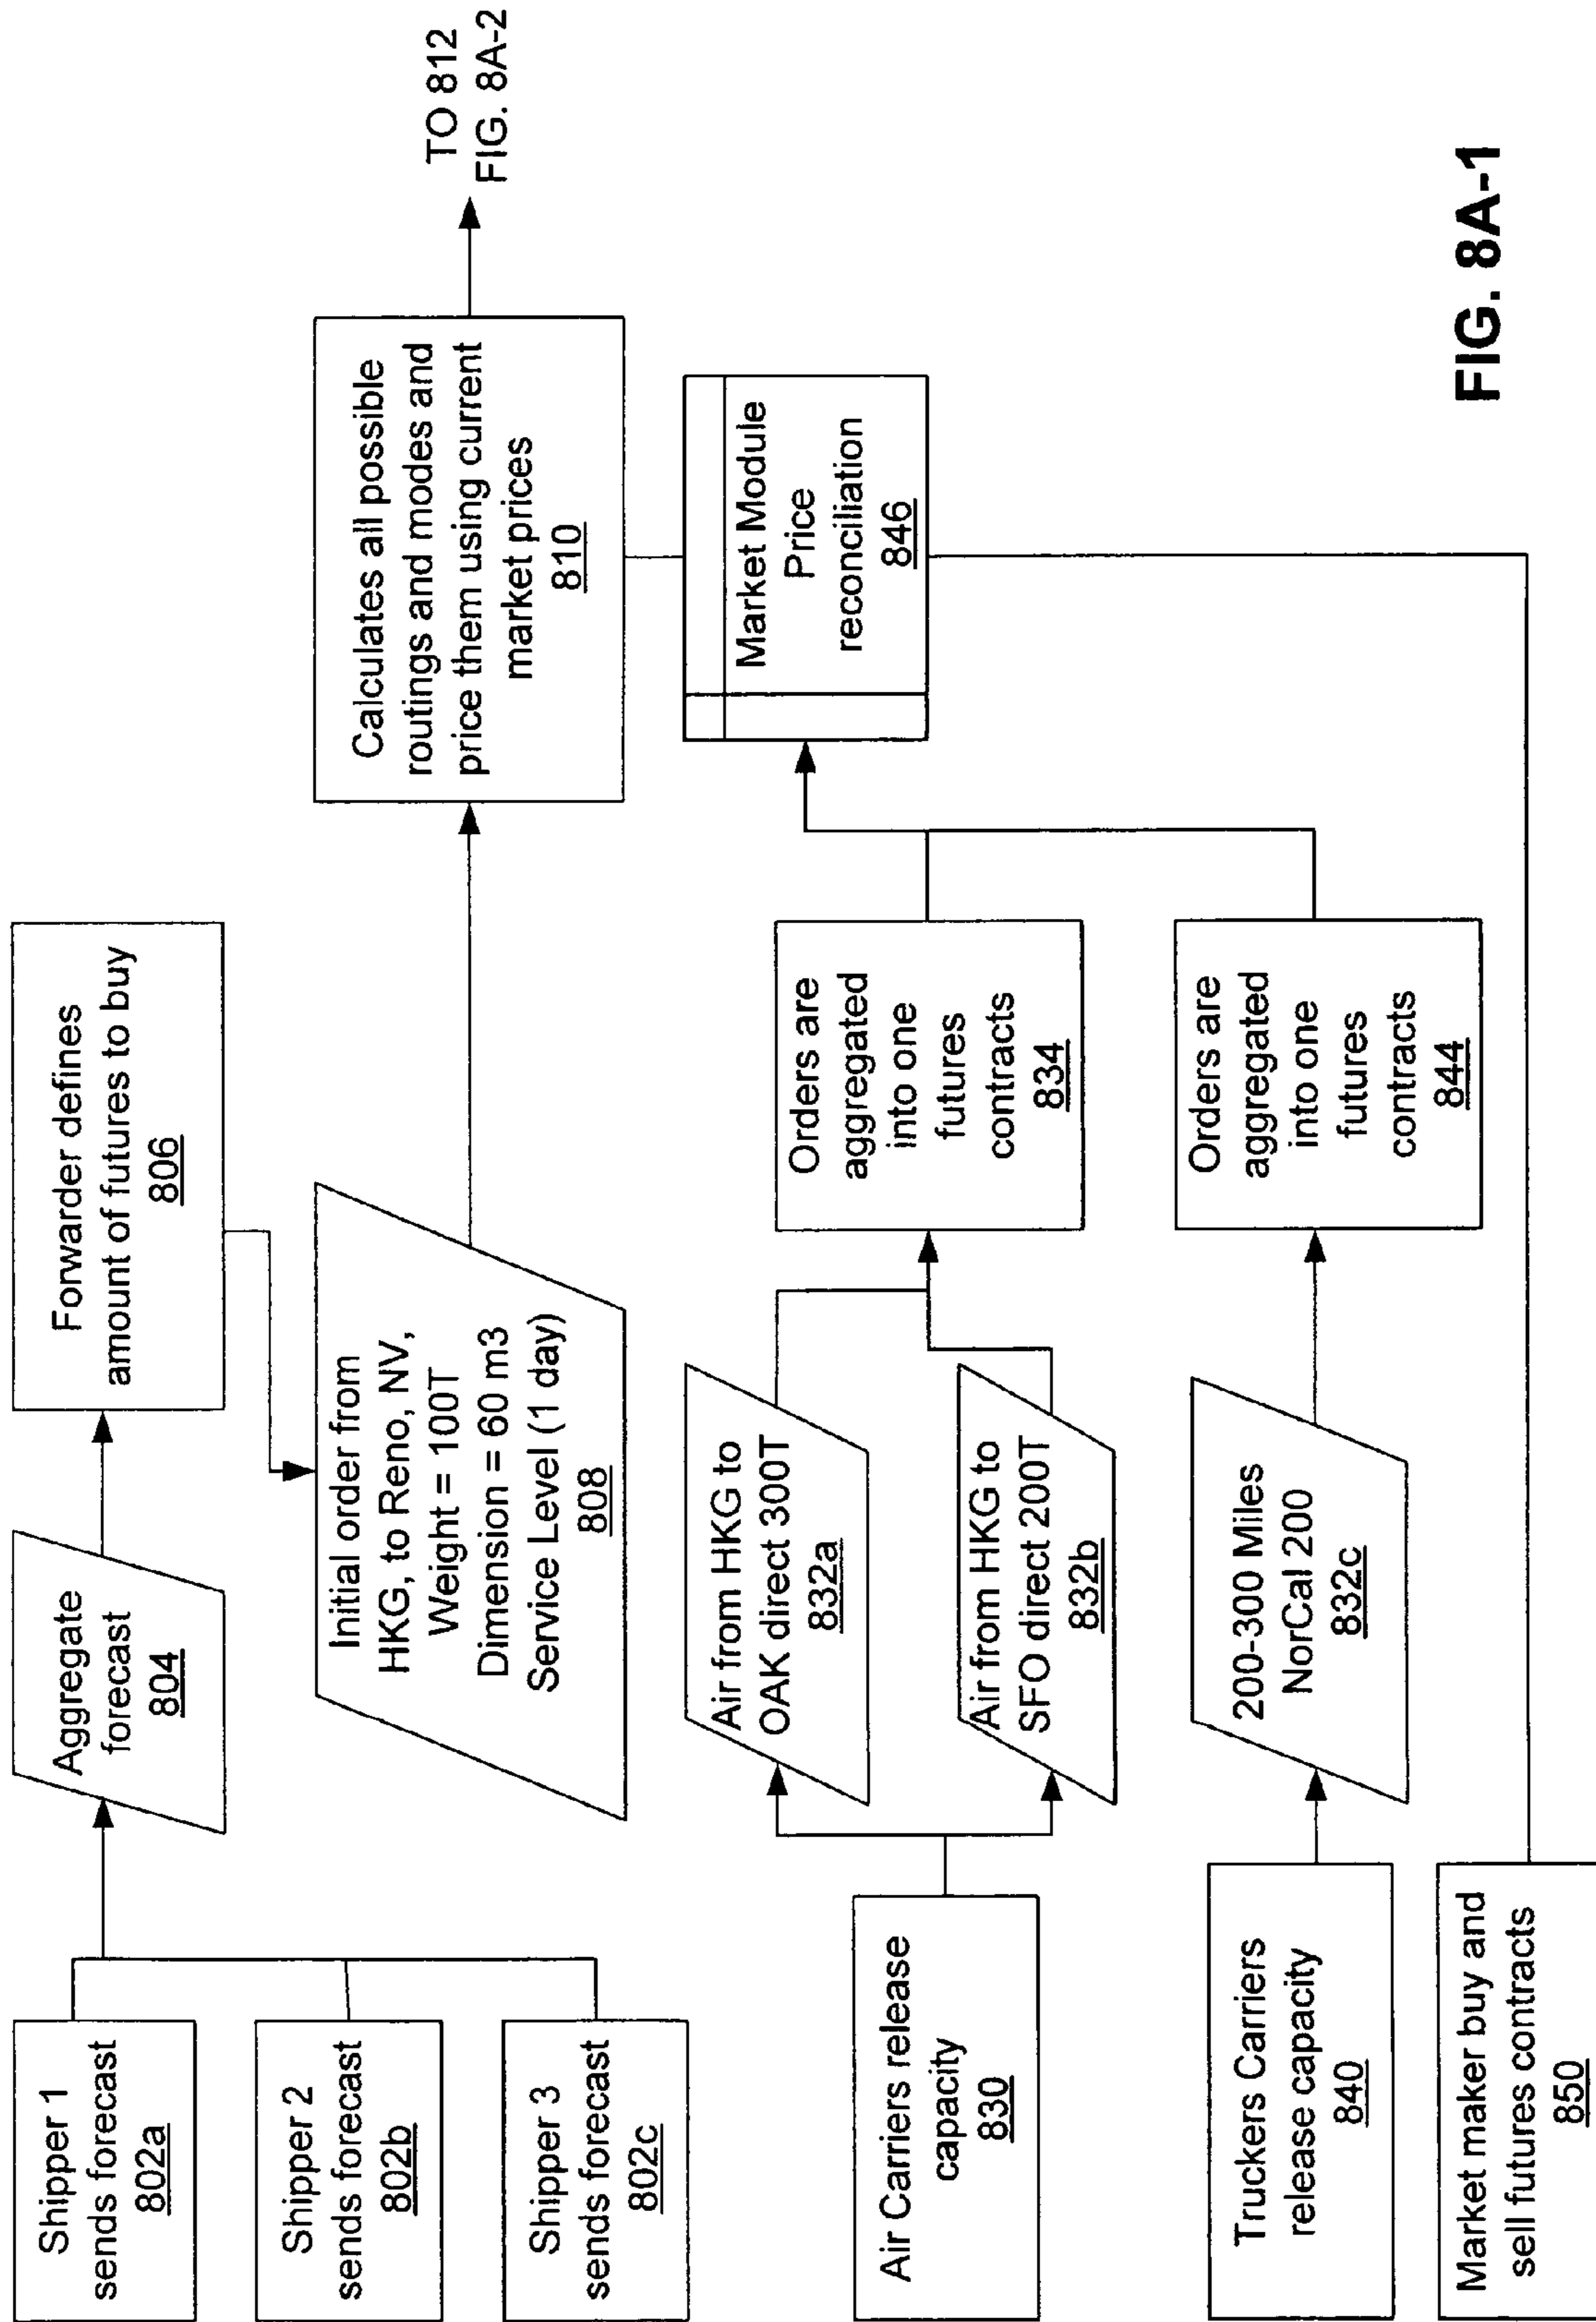 Shipper 1
sends forecast
802a
Shipper 2
sends forecast
802b
Shipper 3
sends forecast
802c
Aggregate
forecast
804
Forwarder defines
amount of futures to buy
806
Initial order from
HKG, to Reno, NV,
Weight = 100T
Dimension = 60 m3
Service Level (1 day)
808
Calculates all possible
routings and modes and
price them using current
market prices
810
TO 812
FIG. 8A-2
Air Carriers release
capacity
830
Air from HKG to
OAK direct 300T
832a
Air from HKG to
SFO direct 200T
832b
Orders are
aggregated
into one
futures
contracts
834
Market Module
Price
reconciliation
846
Truckers Carriers
release capacity
840
200-300 Miles
NorCal 200
832c
Orders are
aggregated
into one
futures
contracts
844
Market maker buy and
sell futures contracts
850
FIG. 8A-1